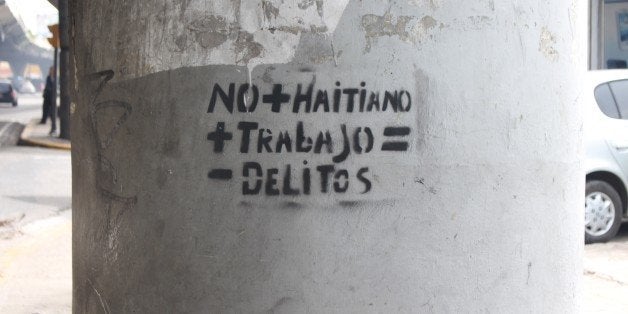 NO + HAITIANO
+ TRABAJO =
- DELITOS